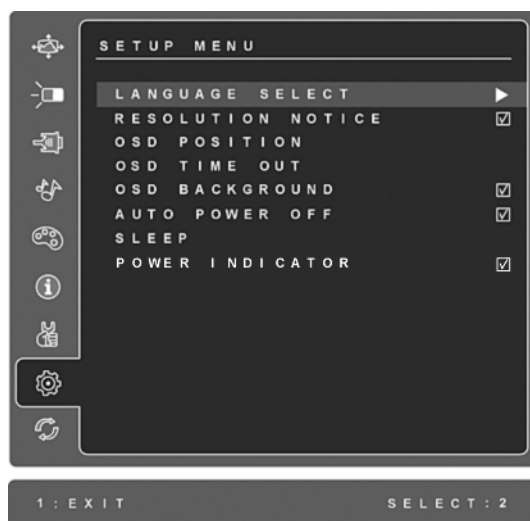 SETUP MENU
LANGUAGE SELECT
RESOLUTION NOTICE
OSD POSITION
OSD TIME OUT
OSD BACKGROUND
AUTO POWER OFF
SLEEP
POWER INDICATOR
1:EXIT SELECT:2